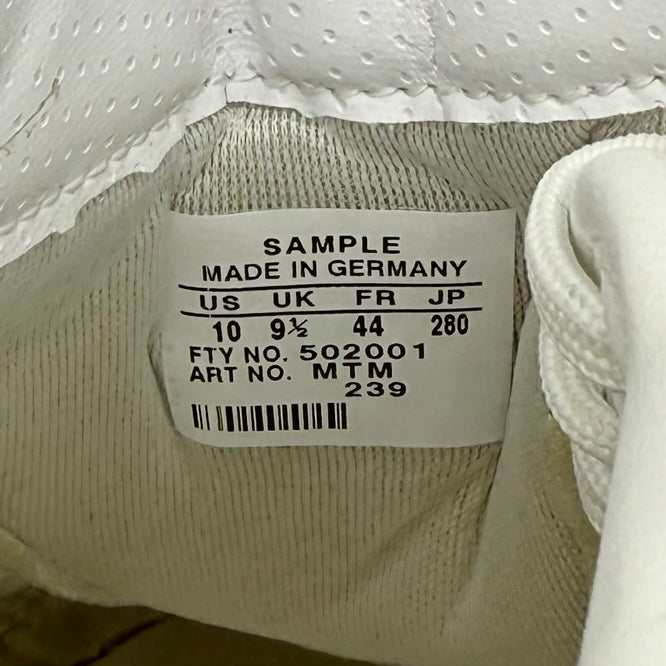 SAMPLE
MADE IN GERMANY
US UK FR JP
10 9½ 44 280
FTY NO. 502001
ART NO. MTM
239